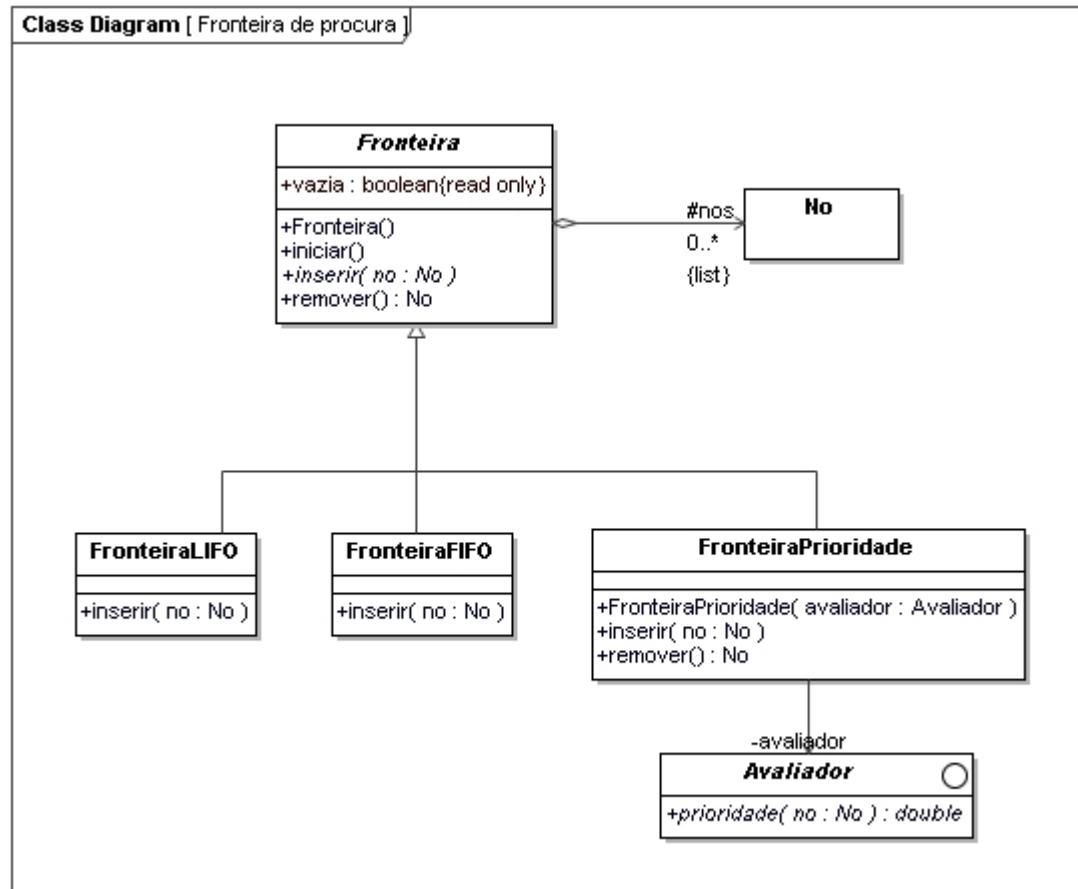 Class Diagram [ Fronteira de procura ]
Fronteira
+vazia : boolean{read only}
+Fronteira()
+iniciar()
+inserir( no : No )
+remover() : No
#nos
0..*
{list}
No
FronteiraLIFO
+inserir( no : No )
FronteiraFIFO
+inserir( no : No )
FronteiraPrioridade
+FronteiraPrioridade( avaliador : Avaliador )
+inserir( no : No )
+remover() : No
-avaliador
Avaliador
+prioridade( no : No ) : double